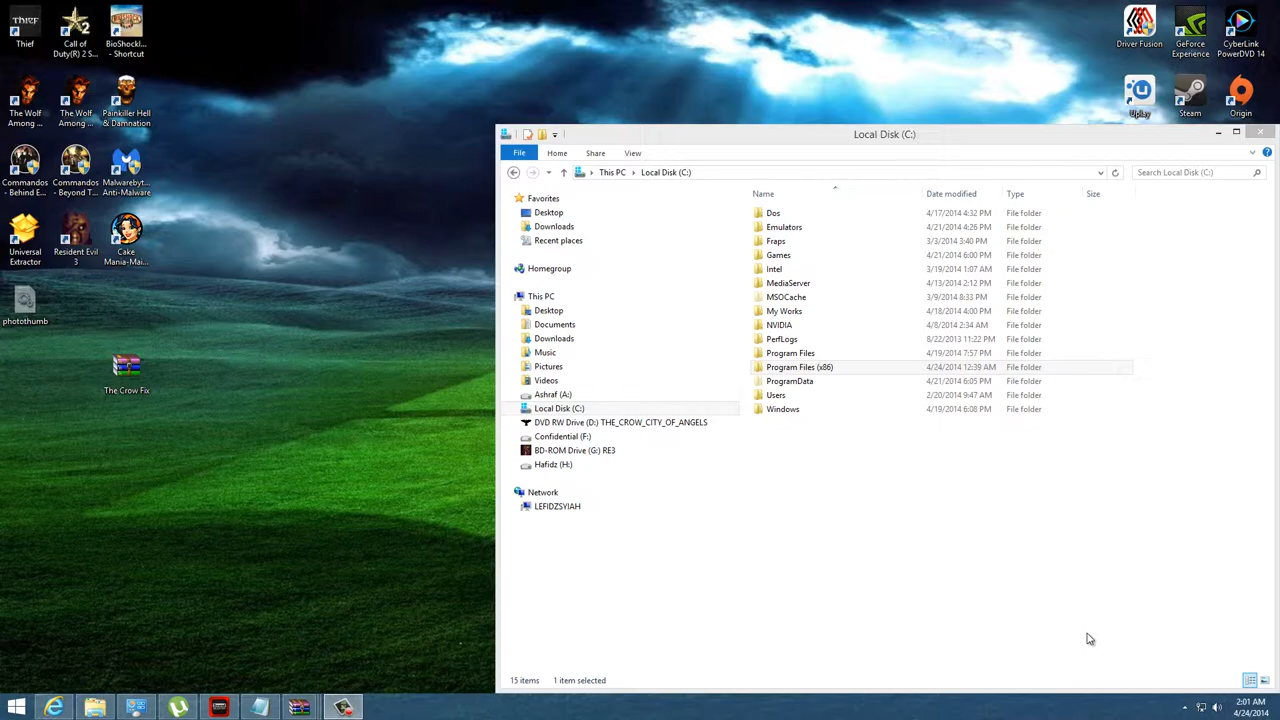 Thief
Call of Duty(R) 2 S...
BioShockI... - Shortcut
The Wolf Among ...
The Wolf Among ...
Painkiller Hell & Damnation
Commandos - Behind E...
Commandos - Beyond T...
Malwarebyt... Anti-Malware
Universal Extractor
Resident Evil 3
Cake Mania-Mai...
photothumb
The Crow Fix
Driver Fusion
GeForce Experience
CyberLink PowerDVD 14
Uplay
Steam
Origin
Local Disk (C:)
File Home Share View
This PC Local Disk (C:)
Search Local Disk (C:)
Favorites
Desktop
Downloads
Recent places
Homegroup
This PC
Desktop
Documents
Downloads
Music
Pictures
Videos
Ashraf (A:)
Local Disk (C:)
DVD RW Drive (D:) THE_CROW_CITY_OF_ANGELS
Confidential (F:)
BD-ROM Drive (G:) RE3
Hafidz (H:)
Network
LEFIDZSYIAH
Name Date modified Type Size
Dos 4/17/2014 4:32 PM File folder
Emulators 4/21/2014 4:26 PM File folder
Fraps 3/3/2014 3:40 PM File folder
Games 4/21/2014 6:00 PM File folder
Intel 3/19/2014 1:07 AM File folder
MediaServer 4/13/2014 2:12 PM File folder
MSOCache 3/9/2014 8:33 PM File folder
My Works 4/18/2014 4:00 PM File folder
NVIDIA 4/8/2014 2:34 AM File folder
PerfLogs 8/22/2013 11:22 PM File folder
Program Files 4/19/2014 7:57 PM File folder
Program Files (x86) 4/24/2014 12:39 AM File folder
ProgramData 4/21/2014 6:05 PM File folder
Users 2/20/2014 9:47 AM File folder
Windows 4/19/2014 6:08 PM File folder
15 items 1 item selected
2:01 AM
4/24/2014